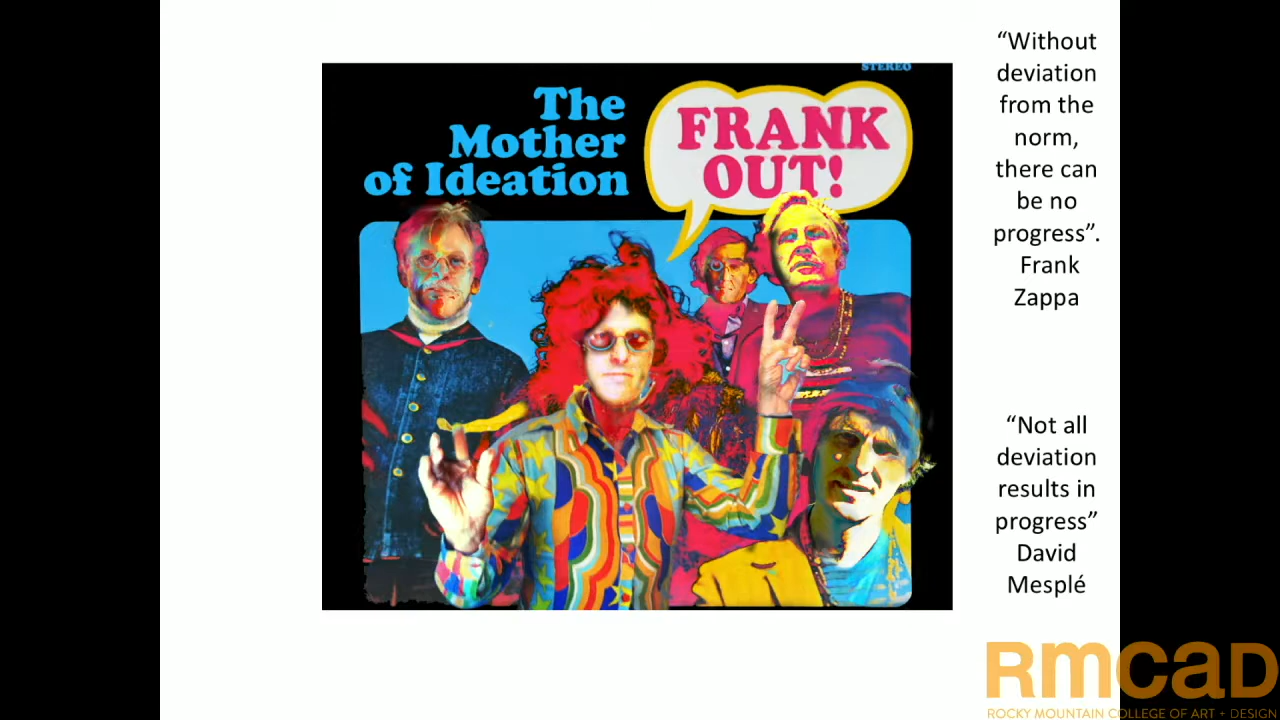 STEREO
The
Mother
of Ideation
FRANK
OUT!
“Without
deviation
from the
norm,
there can
be no
progress”.
Frank
Zappa
“Not all
deviation
results in
progress”
David
Mesplé
RMCAD
ROCKY MOUNTAIN COLLEGE OF ART + DESIGN